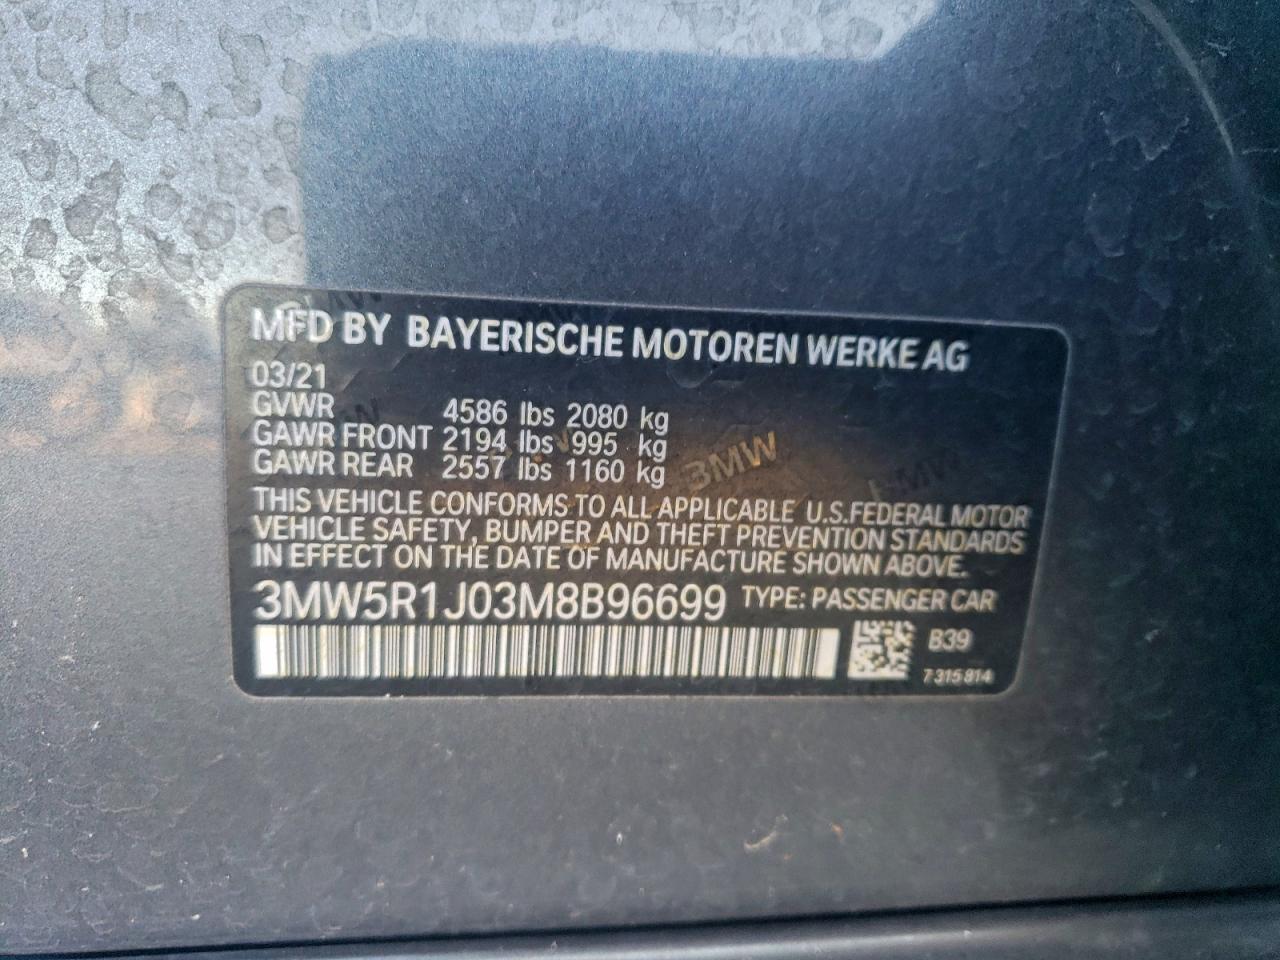 MFD BY BAYERISCHE MOTOREN WERKE AG
03/21
GVWR 4586 lbs 2080 kg
GAWR FRONT 2194 lbs 995 kg
GAWR REAR 2557 lbs 1160 kg
BMW
THIS VEHICLE CONFORMS TO ALL APPLICABLE U.S.FEDERAL MOTOR
VEHICLE SAFETY, BUMPER AND THEFT PREVENTION STANDARDS
IN EFFECT ON THE DATE OF MANUFACTURE SHOWN ABOVE.
3MW5R1J03M8B96699 TYPE: PASSENGER CAR
B39
7 315 814